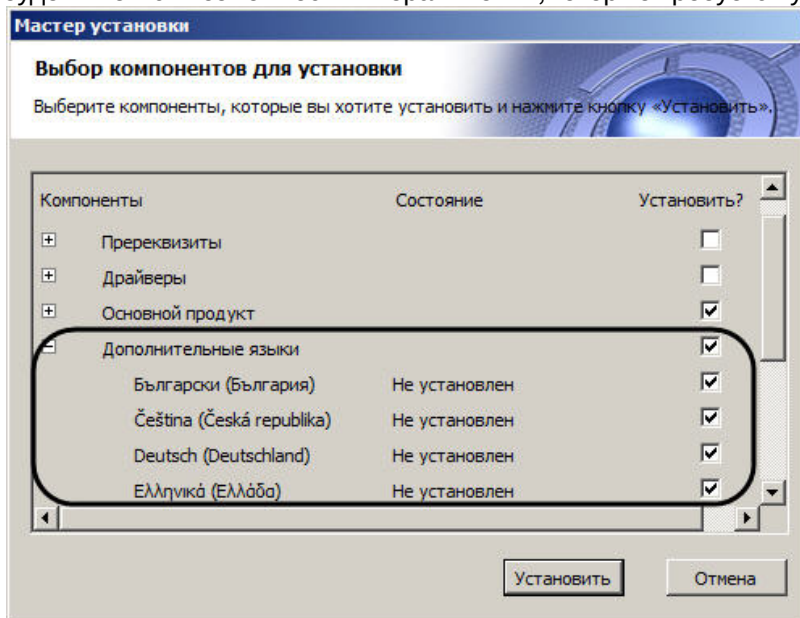 Мастер установки
Выбор компонентов для установки
Выберите компоненты, которые вы хотите установить и нажмите кнопку «Установить».
Компоненты Состояние Установить?
Пререквизиты
Драйверы
Основной продукт
Дополнительные языки
Български (България) Не установлен
Čeština (Česká republika) Не установлен
Deutsch (Deutschland) Не установлен
Ελληνικά (Ελλάδα) Не установлен
Установить Отмена